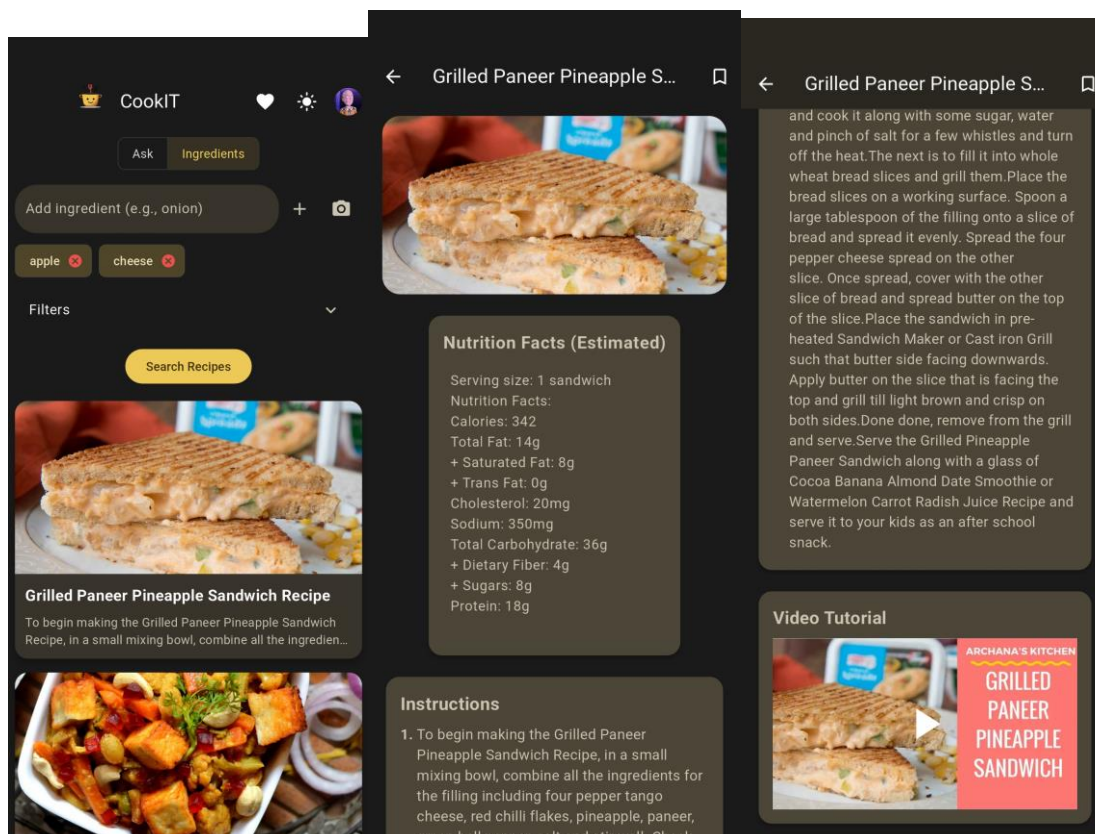 CookIT
Ask
Ingredients
Add ingredient (e.g., onion)
apple
cheese
Filters
Search Recipes
Grilled Paneer Pineapple Sandwich Recipe
To begin making the Grilled Paneer Pineapple Sandwich
Recipe, in a small mixing bowl, combine all the ingredien...
Grilled Paneer Pineapple S...
Nutrition Facts (Estimated)
Serving size: 1 sandwich
Nutrition Facts:
Calories: 342
Total Fat: 14g
+ Saturated Fat: 8g
+ Trans Fat: 0g
Cholesterol: 20mg
Sodium: 350mg
Total Carbohydrate: 36g
+ Dietary Fiber: 4g
+ Sugars: 8g
Protein: 18g
Instructions
1. To begin making the Grilled Paneer
Pineapple Sandwich Recipe, in a small
mixing bowl, combine all the ingredients for
the filling including four pepper tango
cheese, red chilli flakes, pineapple, paneer,
Grilled Paneer Pineapple S...
and cook it along with some sugar, water
and pinch of salt for a few whistles and turn
off the heat.The next is to fill it into whole
wheat bread slices and grill them.Place the
bread slices on a working surface. Spoon a
large tablespoon of the filling onto a slice of
bread and spread it evenly. Spread the four
pepper cheese spread on the other
slice. Once spread, cover with the other
slice of bread and spread butter on the top
of the slice.Place the sandwich in pre-
heated Sandwich Maker or Cast iron Grill
such that butter side facing downwards.
Apply butter on the slice that is facing the
top and grill till light brown and crisp on
both sides.Done done, remove from the grill
and serve.Serve the Grilled Pineapple
Paneer Sandwich along with a glass of
Cocoa Banana Almond Date Smoothie or
Watermelon Carrot Radish Juice Recipe and
serve it to your kids as an after school
snack.
Video Tutorial
ARCHANA'S KITCHEN
GRILLED
PANEER
PINEAPPLE
SANDWICH